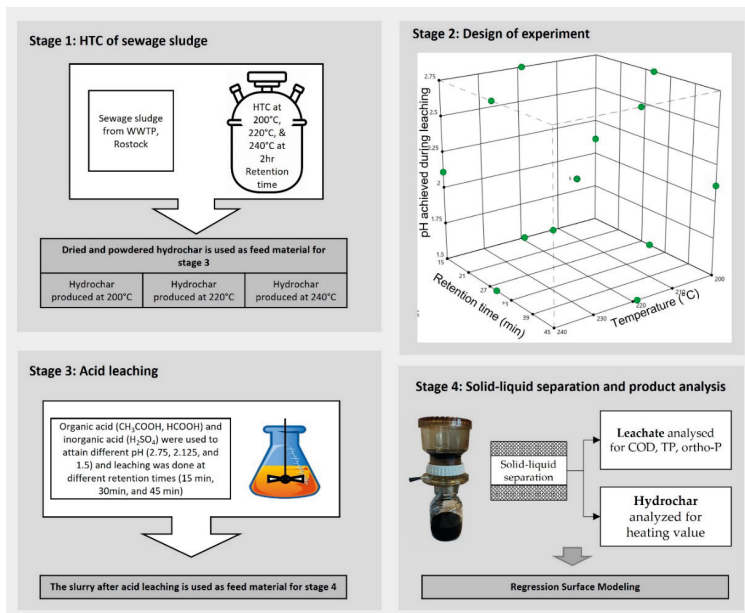 Stage 1: HTC of sewage sludge
Sewage sludge
from WWTP,
Rostock
HTC at
200°C,
220°C, &
240°C at
2hr
Retention
time
Dried and powdered hydrochar is used as feed material for
stage 3
Hydrochar
produced at 200°C
Hydrochar
produced at 220°C
Hydrochar
produced at 240°C
Stage 2: Design of experiment
pH achieved during leaching
2.75
2.5
2.25
2
1.75
1.5
15
21
27
39
45
Retention time (min)
240
230
220
210
200
Temperature (°C)
Stage 3: Acid leaching
Organic acid (CH₃COOH, HCOOH) and
inorganic acid (H₂SO₄) were used to
attain different pH (2.75, 2.125, and
1.5) and leaching was done at
different retention times (15 min,
30min, and 45 min)
The slurry after acid leaching is used as feed material for stage 4
Stage 4: Solid-liquid separation and product analysis
Solid-liquid
separation
Leachate analysed
for COD, TP, ortho-P
Hydrochar
analyzed for
heating value
Regression Surface Modeling